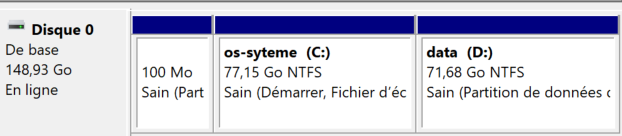 Disque 0
De base
148,93 Go
En ligne
100 Mo
Sain (Part
os-syteme (C:)
77,15 Go NTFS
Sain (Démarrer, Fichier d'éc
data (D:)
71,68 Go NTFS
Sain (Partition de données